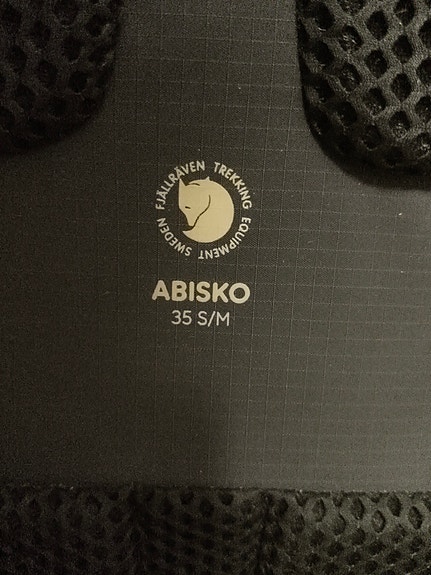 FJÄLLRÄVEN TREKKING EQUIPMENT SWEDEN
ABISKO
35 S/M